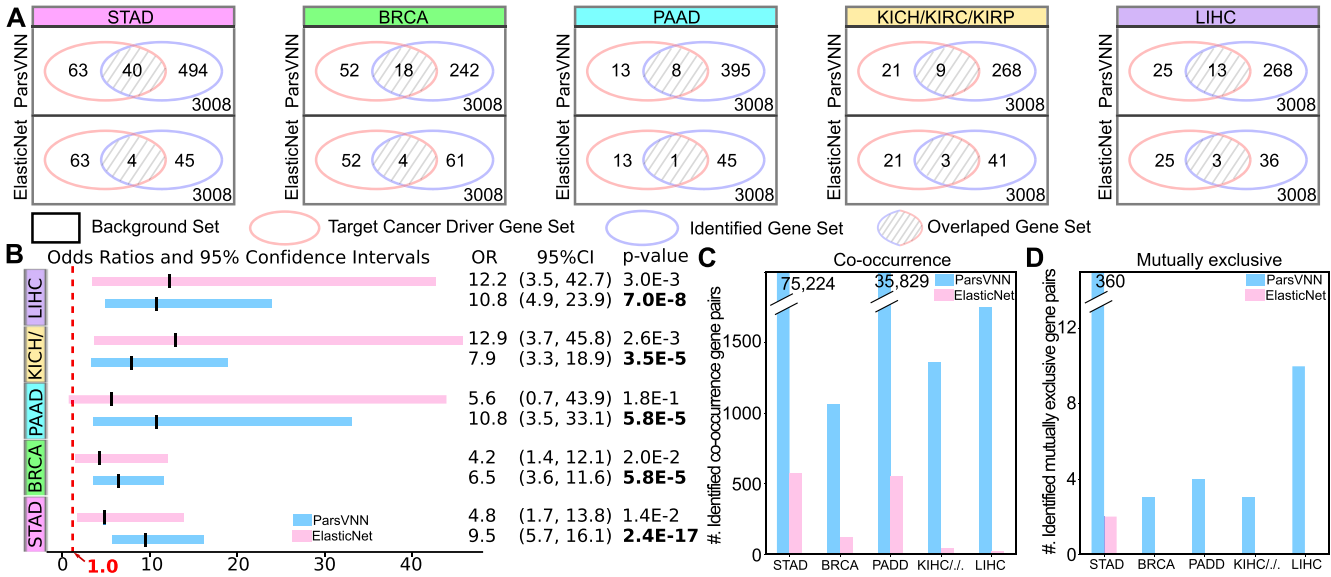 A
STAD BRCA PAAD KICH/KIRC/KIRP LIHC
ParsVNN 63 40 494 3008
ParsVNN 52 18 242 3008
ParsVNN 13 8 395 3008
ParsVNN 21 9 268 3008
ParsVNN 25 13 268 3008
ElasticNet 63 4 45 3008
ElasticNet 52 4 61 3008
ElasticNet 13 1 45 3008
ElasticNet 21 3 41 3008
ElasticNet 25 3 36 3008
Background Set Target Cancer Driver Gene Set Identified Gene Set Overlaped Gene Set
B
Odds Ratios and 95% Confidence Intervals OR 95%CI p-value
LIHC
12.2 (3.5, 42.7) 3.0E-3
10.8 (4.9, 23.9) 7.0E-8
KICH/
12.9 (3.7, 45.8) 2.6E-3
7.9 (3.3, 18.9) 3.5E-5
PAAD
5.6 (0.7, 43.9) 1.8E-1
10.8 (3.5, 33.1) 5.8E-5
BRCA
4.2 (1.4, 12.1) 2.0E-2
6.5 (3.6, 11.6) 5.8E-5
STAD
4.8 (1.7, 13.8) 1.4E-2
9.5 (5.7, 16.1) 2.4E-17
ParsVNN
ElasticNet
0 1.0 10 20 30 40
C
Co-occurrence
#. Identified co-occurrence gene pairs
75,224 35,829
ParsVNN
ElasticNet
1500
1000
500
0
STAD BRCA PADD KIHC/./. LIHC
D
Mutually exclusive
#. Identified mutually exclusive gene pairs
360
ParsVNN
ElasticNet
12
8
4
0
STAD BRCA PADD KIHC/./. LIHC